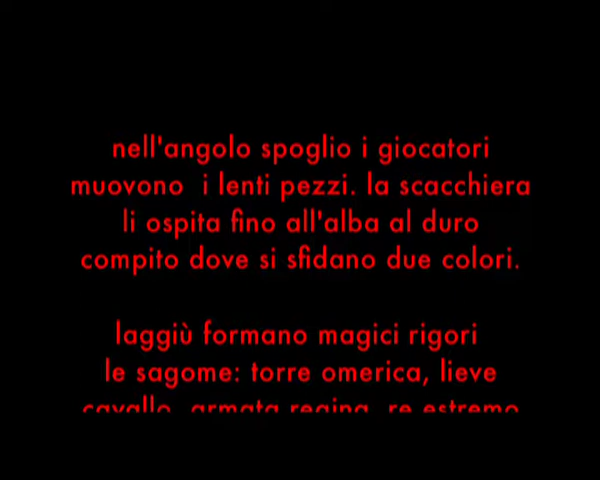 nell'angolo spoglio i giocatori
muovono  i lenti pezzi. la scacchiera
li ospita fino all'alba al duro
compito dove si sfidano due colori.
laggiù formano magici rigori
le sagome: torre omerica, lieve
cavallo, armata regina, re estremo